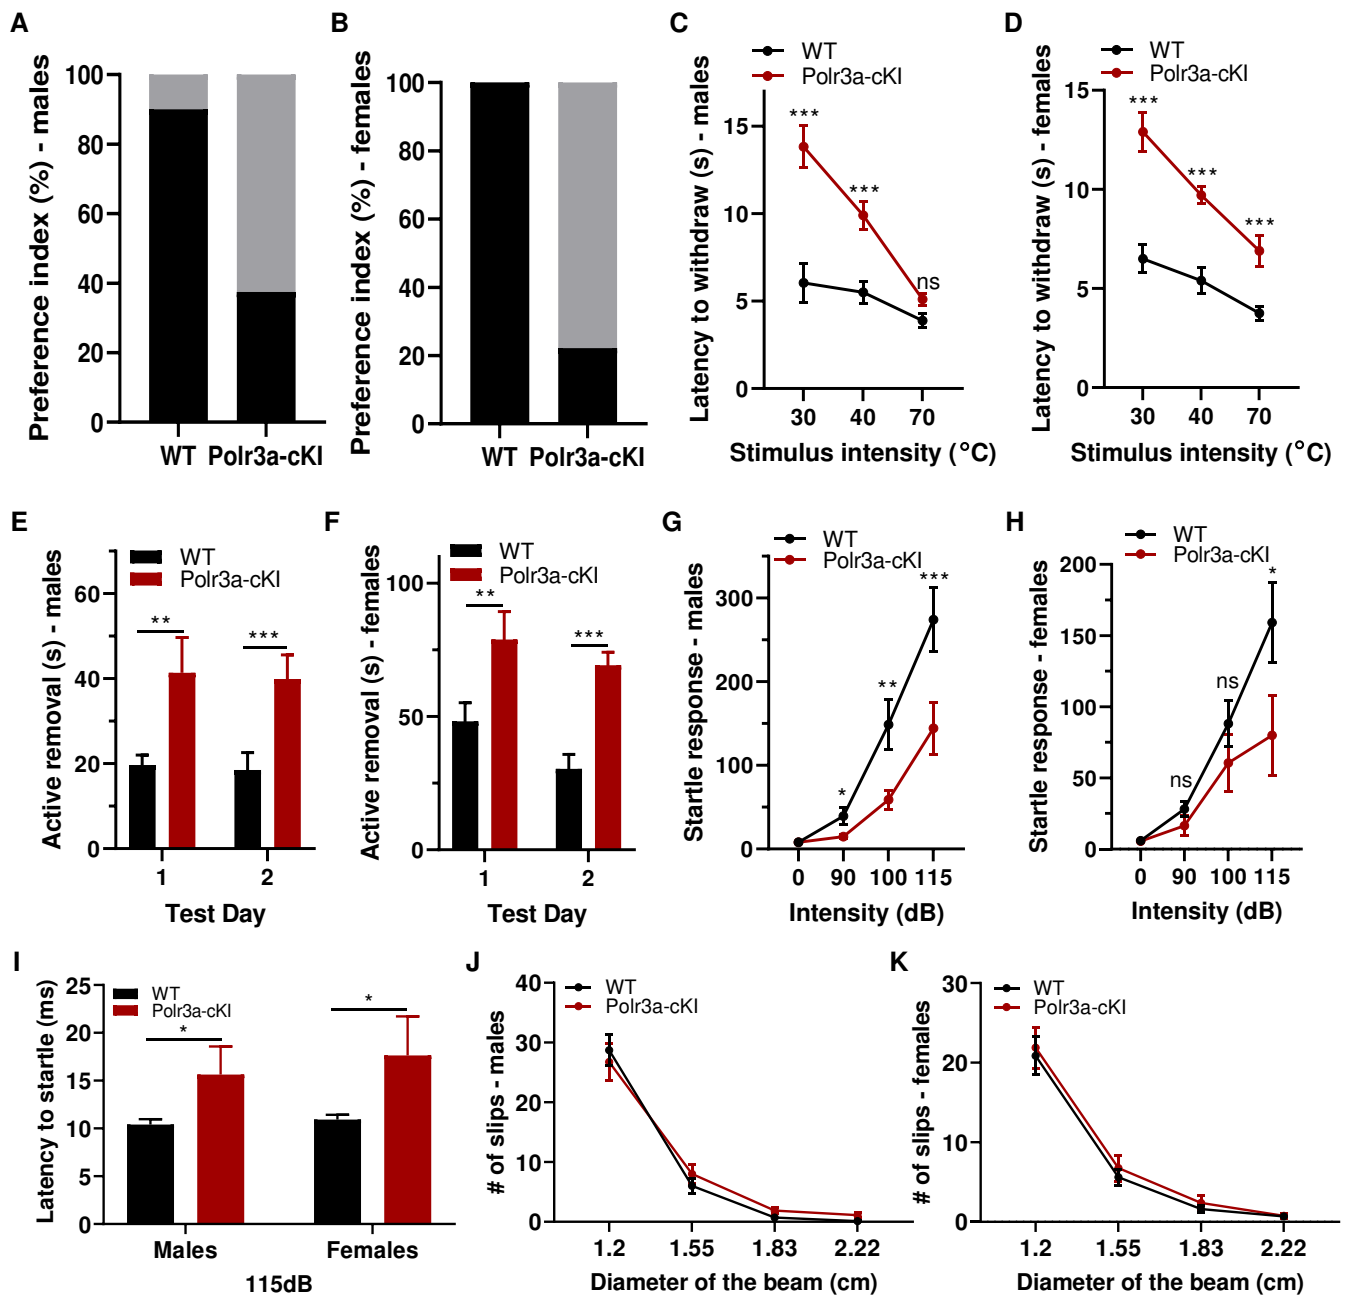 A
Preference index (%) - males
100
80
60
40
20
0
WT Polr3a-cKI
B
Preference index (%) - females
100
80
60
40
20
0
WT Polr3a-cKI
C
WT
Polr3a-cKI
Latency to withdraw (s) - males
15
10
5
0
***
***
ns
30 40 70
Stimulus intensity (°C)
D
WT
Polr3a-cKI
Latency to withdraw (s) - females
15
10
5
0
***
***
***
30 40 70
Stimulus intensity (°C)
E
WT
Polr3a-cKI
Active removal (s) - males
60
40
20
0
**
***
1 2
Test Day
F
WT
Polr3a-cKI
Active removal (s) - females
100
50
0
**
***
1 2
Test Day
G
WT
Polr3a-cKI
Startle response - males
300
200
100
0
*
**
***
0 90 100 115
Intensity (dB)
H
WT
Polr3a-cKI
Startle response - females
200
150
100
50
0
ns
ns
*
0 90 100 115
Intensity (dB)
I
WT
Polr3a-cKI
Latency to startle (ms)
25
20
15
10
5
0
*
*
Males Females
115dB
J
WT
Polr3a-cKI
# of slips - males
40
30
20
10
0
1.2 1.55 1.83 2.22
Diameter of the beam (cm)
K
WT
Polr3a-cKI
# of slips - females
30
20
10
0
1.2 1.55 1.83 2.22
Diameter of the beam (cm)